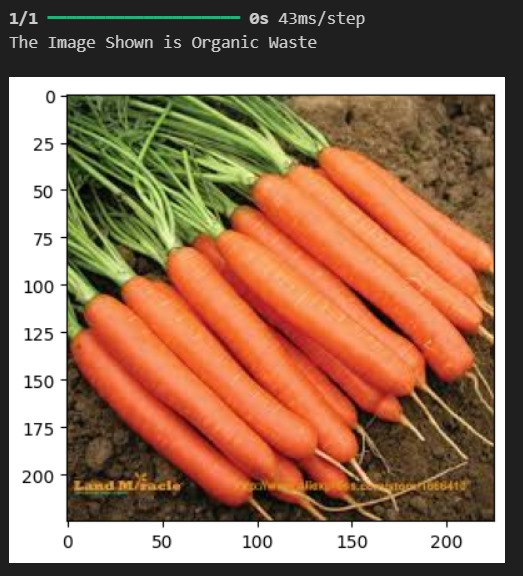 1/1 ━━━━━━━━━━━━━━━━━━━━ 0s 43ms/step
The Image Shown is Organic Waste
0
25
50
75
100
125
150
175
200
Land M/racle
0 50 100 150 200